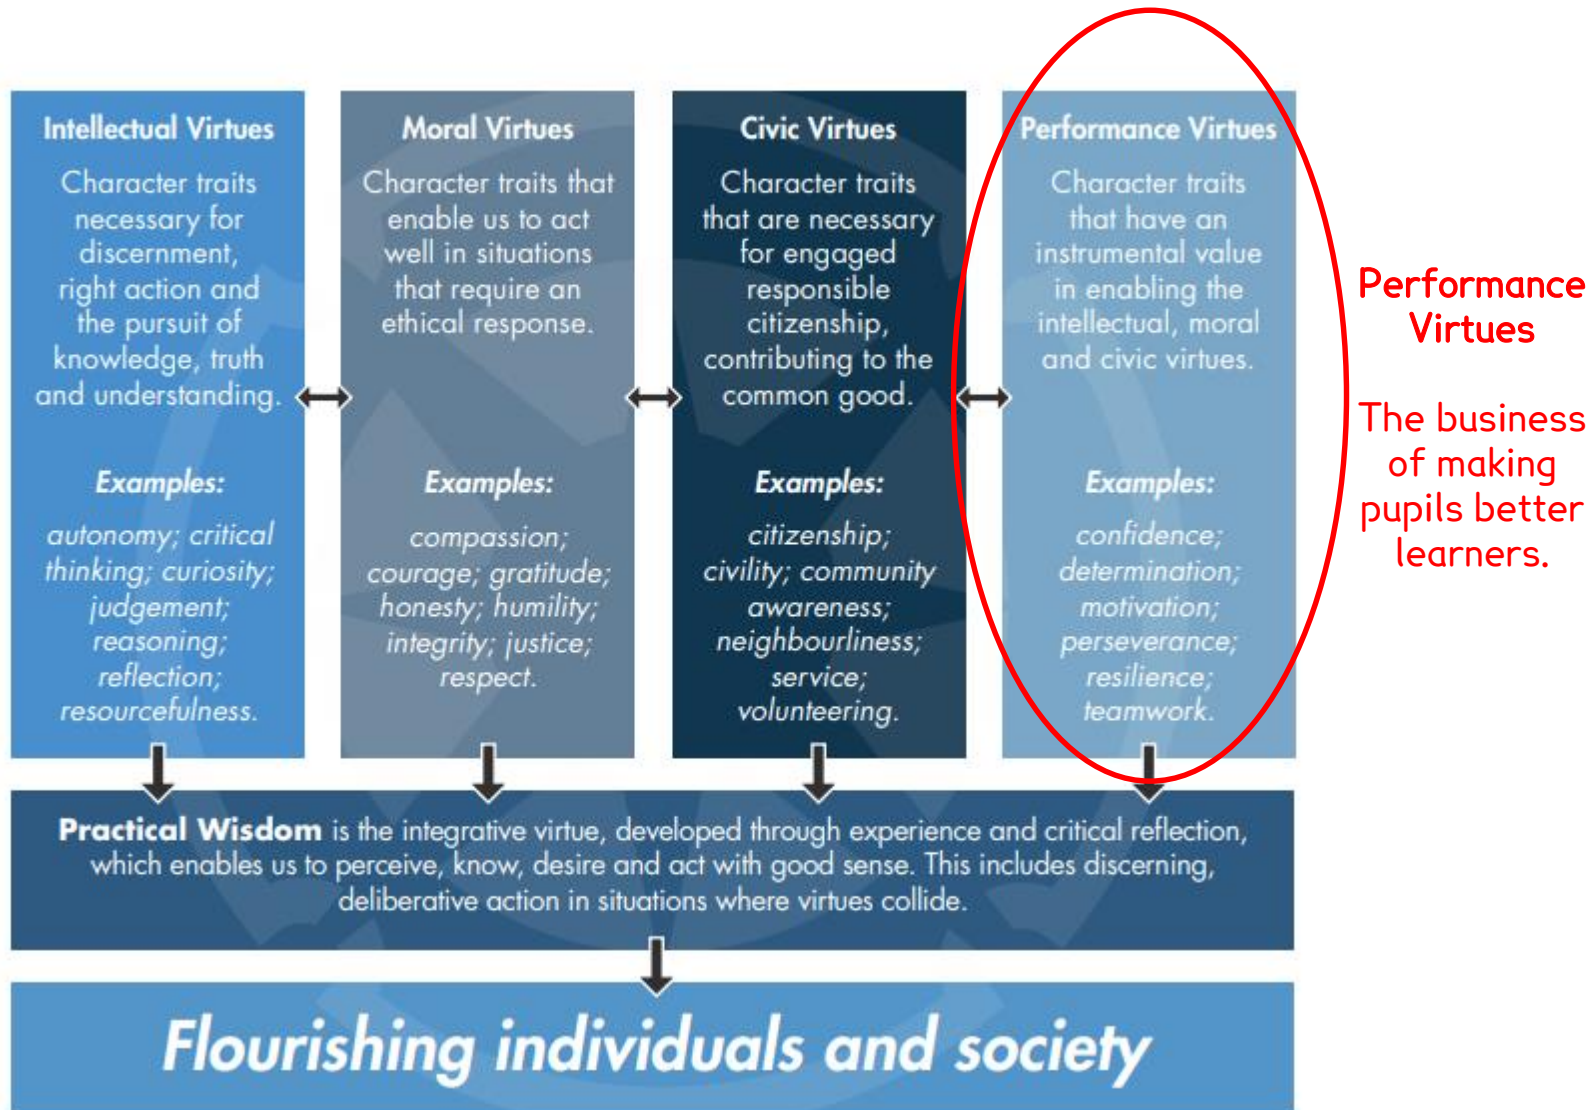 Intellectual Virtues
Character traits
necessary for
discernment,
right action and
the pursuit of
knowledge, truth
and understanding.
Examples:
autonomy; critical
thinking; curiosity;
judgement;
reasoning;
reflection;
resourcefulness.
Moral Virtues
Character traits that
enable us to act
well in situations
that require an
ethical response.
Examples:
compassion;
courage; gratitude;
honesty; humility;
integrity; justice;
respect.
Civic Virtues
Character traits
that are necessary
for engaged
responsible
citizenship,
contributing to the
common good.
Examples:
citizenship;
civility; community
awareness;
neighbourliness;
service;
volunteering.
Performance Virtues
Character traits
that have an
instrumental value
in enabling the
intellectual, moral
and civic virtues.
Examples:
confidence;
determination;
motivation;
perseverance;
resilience;
teamwork.
Performance
Virtues
The business
of making
pupils better
learners.
Practical Wisdom is the integrative virtue, developed through experience and critical reflection,
which enables us to perceive, know, desire and act with good sense. This includes discerning,
deliberative action in situations where virtues collide.
Flourishing individuals and society